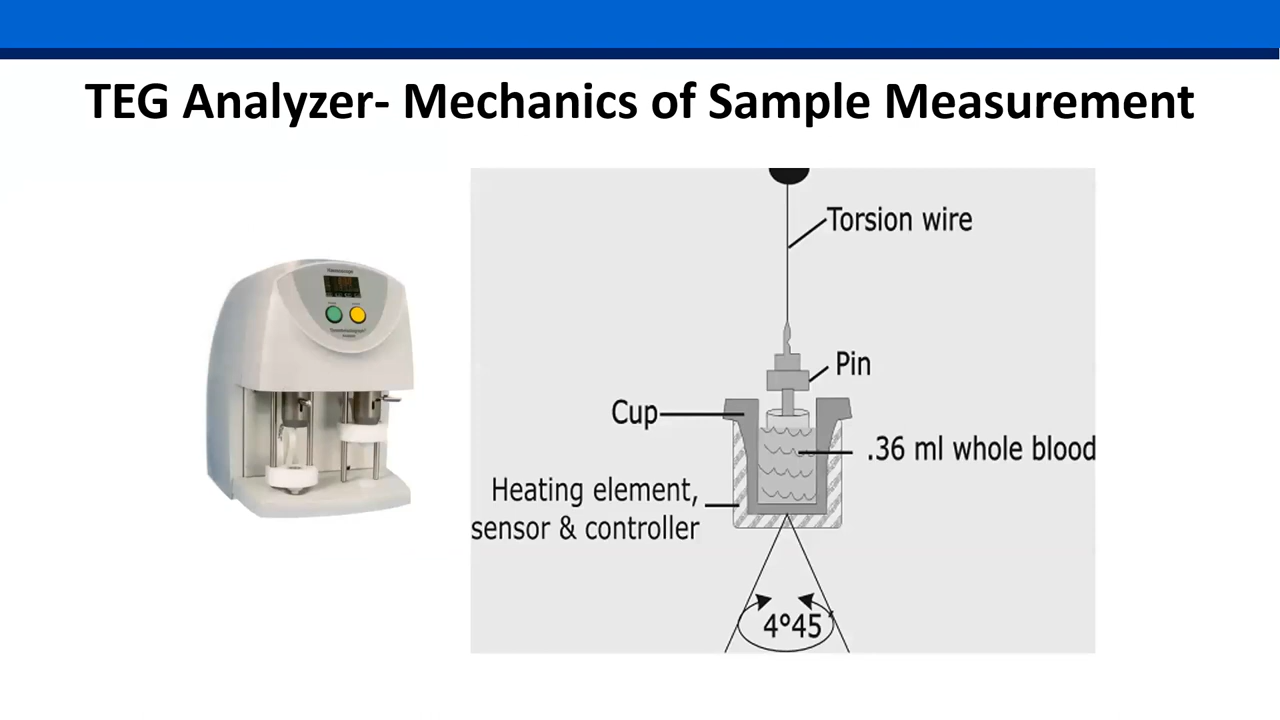 TEG Analyzer- Mechanics of Sample Measurement
Torsion wire
Pin
Cup
.36 ml whole blood
Heating element,
sensor & controller
4°45′